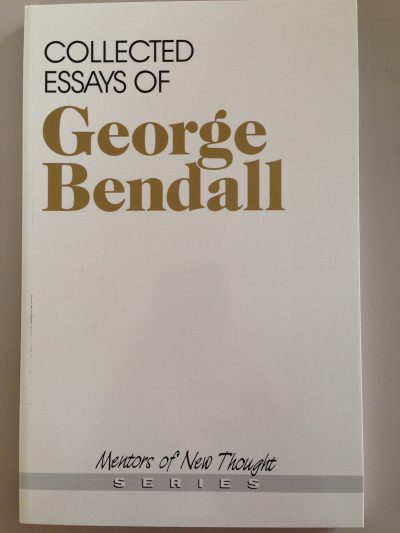 COLLECTED
ESSAYS OF
George
Bendall
Mentors of New Thought
SERIES